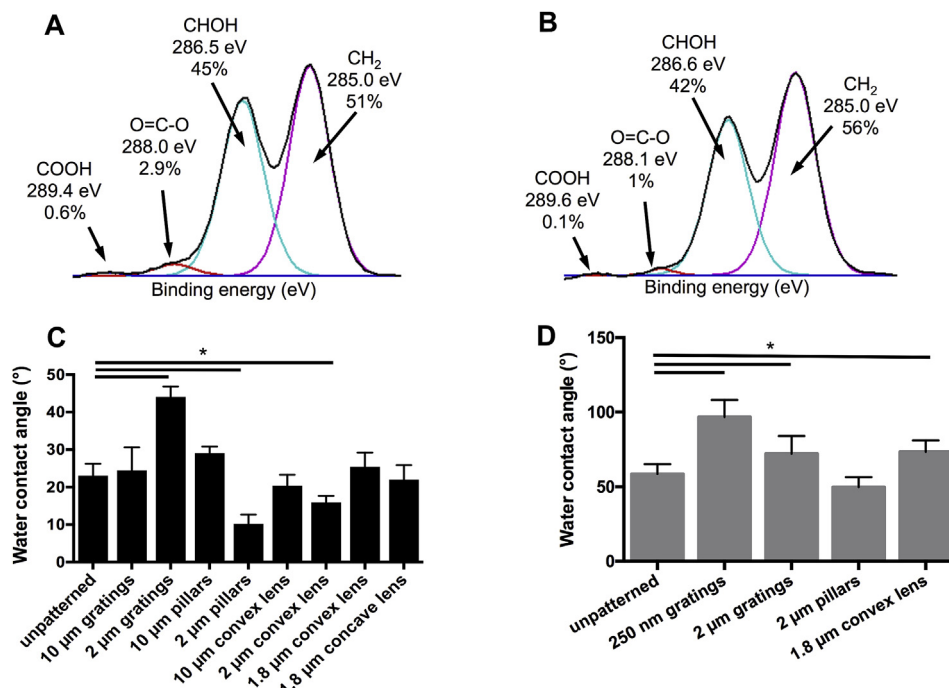 A
CHOH
286.5 eV
45%
CH₂
285.0 eV
51%
O=C-O
288.0 eV
2.9%
COOH
289.4 eV
0.6%
Binding energy (eV)
B
CHOH
286.6 eV
42%
CH₂
285.0 eV
56%
O=C-O
288.1 eV
1%
COOH
289.6 eV
0.1%
Binding energy (eV)
C
*
Water contact angle (°)
50
40
30
20
10
0
unpatterned
10 µm gratings
2 µm gratings
10 µm pillars
2 µm pillars
10 µm convex lens
2 µm convex lens
1.8 µm convex lens
1.8 µm concave lens
D
*
Water contact angle (°)
150
100
50
0
unpatterned
250 nm gratings
2 µm gratings
2 µm pillars
1.8 µm convex lens